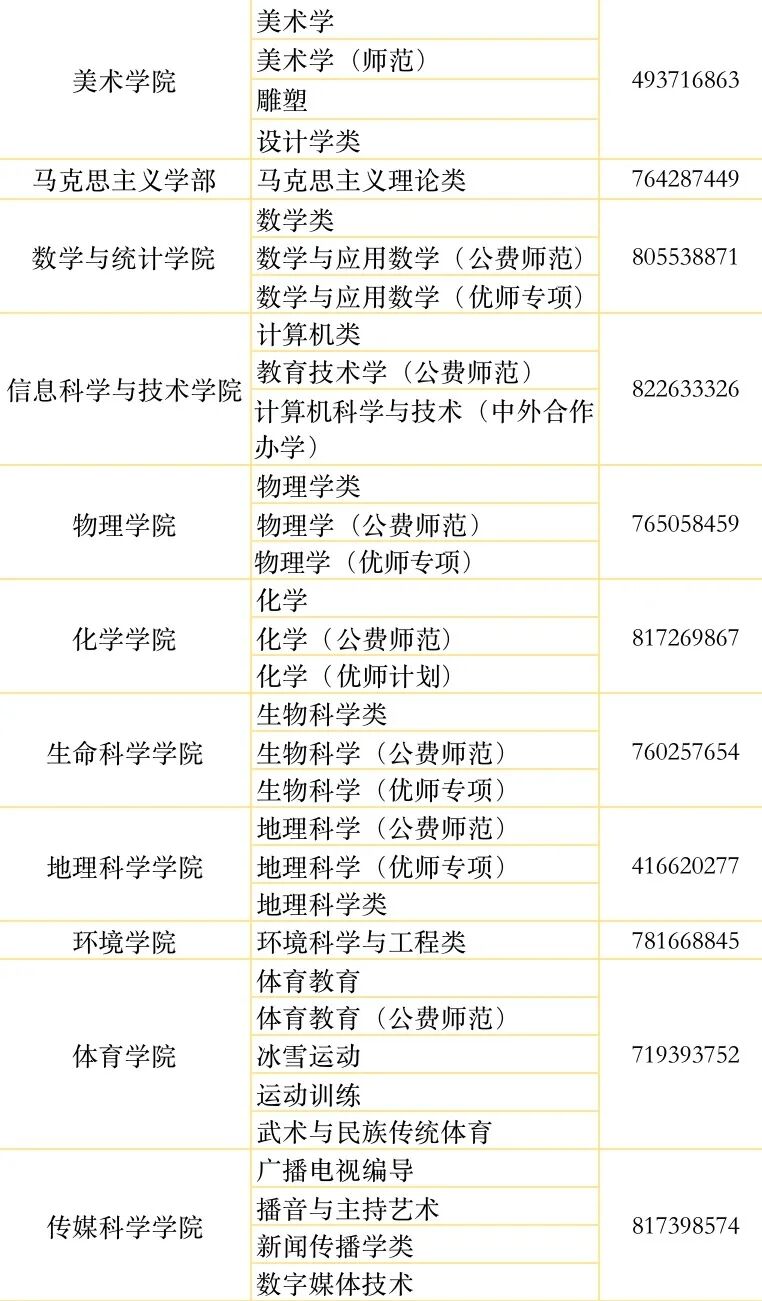 美术学院
美术学
美术学（师范）
雕塑
设计学类
493716863
马克思主义学部
马克思主义理论类
764287449
数学与统计学院
数学类
数学与应用数学（公费师范）
数学与应用数学（优师专项）
805538871
信息科学与技术学院
计算机类
教育技术学（公费师范）
计算机科学与技术（中外合作
办学）
822633326
物理学院
物理学类
物理学（公费师范）
物理学（优师专项）
765058459
化学学院
化学
化学（公费师范）
化学（优师计划）
817269867
生命科学学院
生物科学类
生物科学（公费师范）
生物科学（优师专项）
760257654
地理科学学院
地理科学（公费师范）
地理科学（优师专项）
地理科学类
416620277
环境学院
环境科学与工程类
781668845
体育学院
体育教育
体育教育（公费师范）
冰雪运动
运动训练
武术与民族传统体育
719393752
传媒科学学院
广播电视编导
播音与主持艺术
新闻传播学类
数字媒体技术
817398574